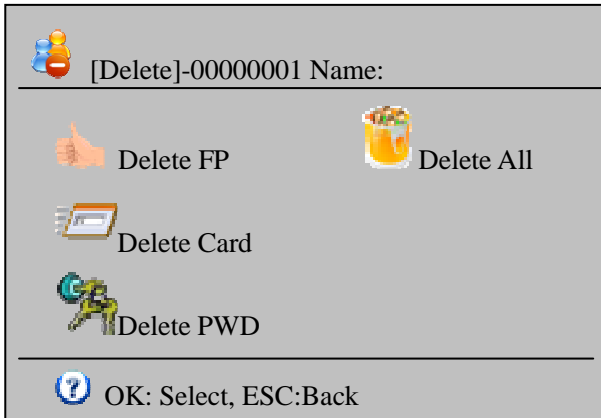 [Delete]-00000001 Name:
Delete FP
Delete All
Delete Card
Delete PWD
OK: Select, ESC:Back